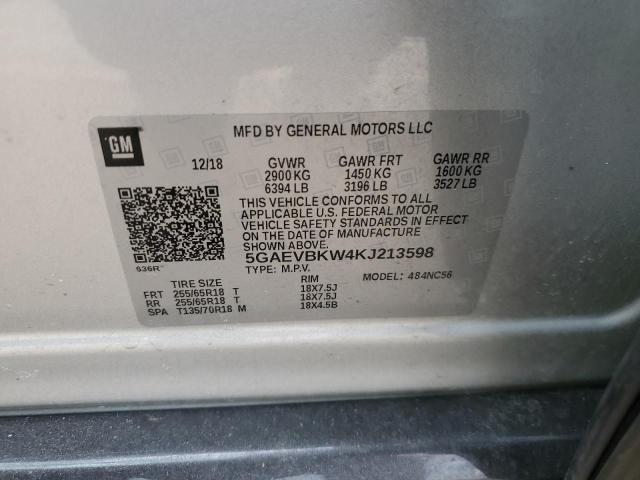 GM
MFD BY GENERAL MOTORS LLC
12/18 GVWR GAWR FRT GAWR RR
2900 KG 1450 KG 1600 KG
6394 LB 3196 LB 3527 LB
THIS VEHICLE CONFORMS TO ALL
APPLICABLE U.S. FEDERAL MOTOR
VEHICLE SAFETY STANDARDS IN EFFECT
ON THE DATE OF MANUFACTURE
SHOWN ABOVE.
636R 5GAEVBKW4KJ213598
TYPE: M.P.V. MODEL: 484NC56
TIRE SIZE RIM
FRT 255/65R18 T 18X7.5J
RR 255/65R18 T 18X7.5J
SPA T135/70R18 M 18X4.5B